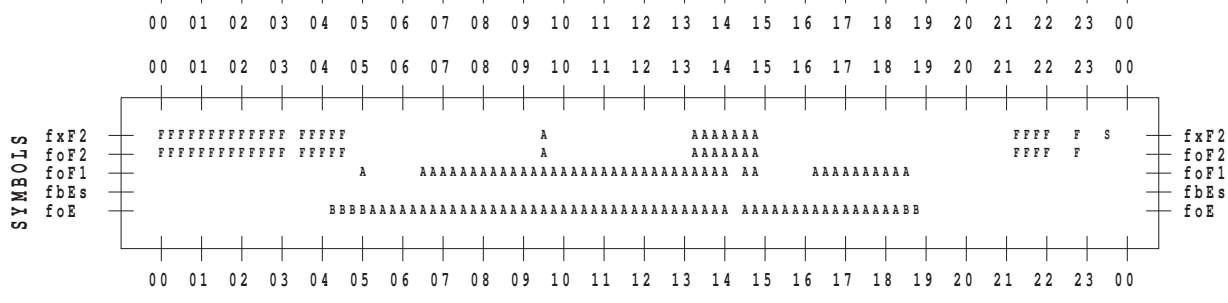 00 01 02 03 04 05 06 07 08 09 10 11 12 13 14 15 16 17 18 19 20 21 22 23 00
00 01 02 03 04 05 06 07 08 09 10 11 12 13 14 15 16 17 18 19 20 21 22 23 00
SYMBOLS
fxF2 FFFFFFFFFFFFF FFFFF A AAAAAAA FFFF F S fxF2
foF2 FFFFFFFFFFFFF FFFFF A AAAAAAA FFFF F foF2
foF1 A AAAAAAAAAAAAAAAAAAAAAAAAAAAAAAA AA AAAAAAAAAA foF1
fbEs fbEs
foE BBBBAAAAAAAAAAAAAAAAAAAAAAAAAAAAAAAAAAAA AAAAAAAAAAAAAAAABB foE
00 01 02 03 04 05 06 07 08 09 10 11 12 13 14 15 16 17 18 19 20 21 22 23 00